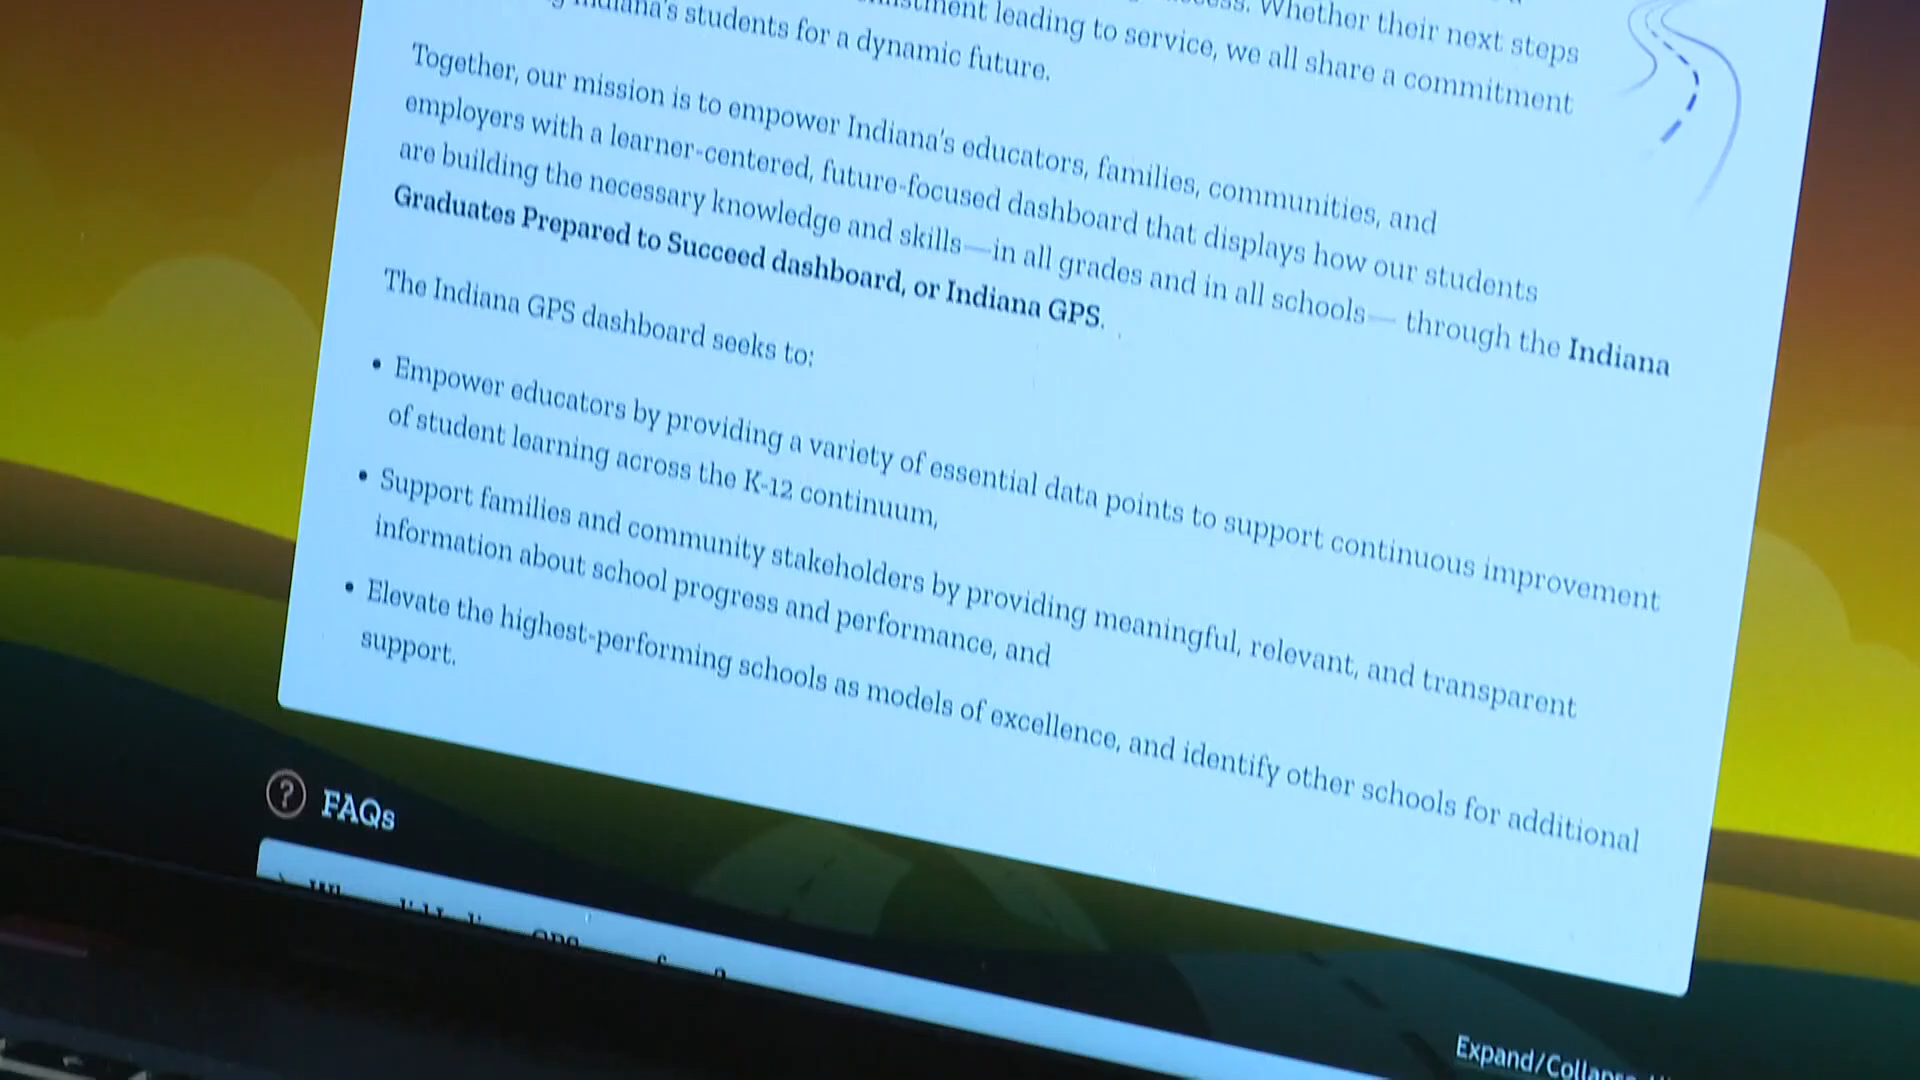 Whether their next steps
leading to service, we all share a commitment
Indiana's students for a dynamic future.
Together, our mission is to empower Indiana's educators, families, communities, and
employers with a learner-centered, future-focused dashboard that displays how our students
are building the necessary knowledge and skills—in all grades and in all schools— through the Indiana
Graduates Prepared to Succeed dashboard, or Indiana GPS.
The Indiana GPS dashboard seeks to:
• Empower educators by providing a variety of essential data points to support continuous improvement
of student learning across the K-12 continuum,
• Support families and community stakeholders by providing meaningful, relevant, and transparent
information about school progress and performance, and
• Elevate the highest-performing schools as models of excellence, and identify other schools for additional
support.
? FAQs
Expand/Collapse